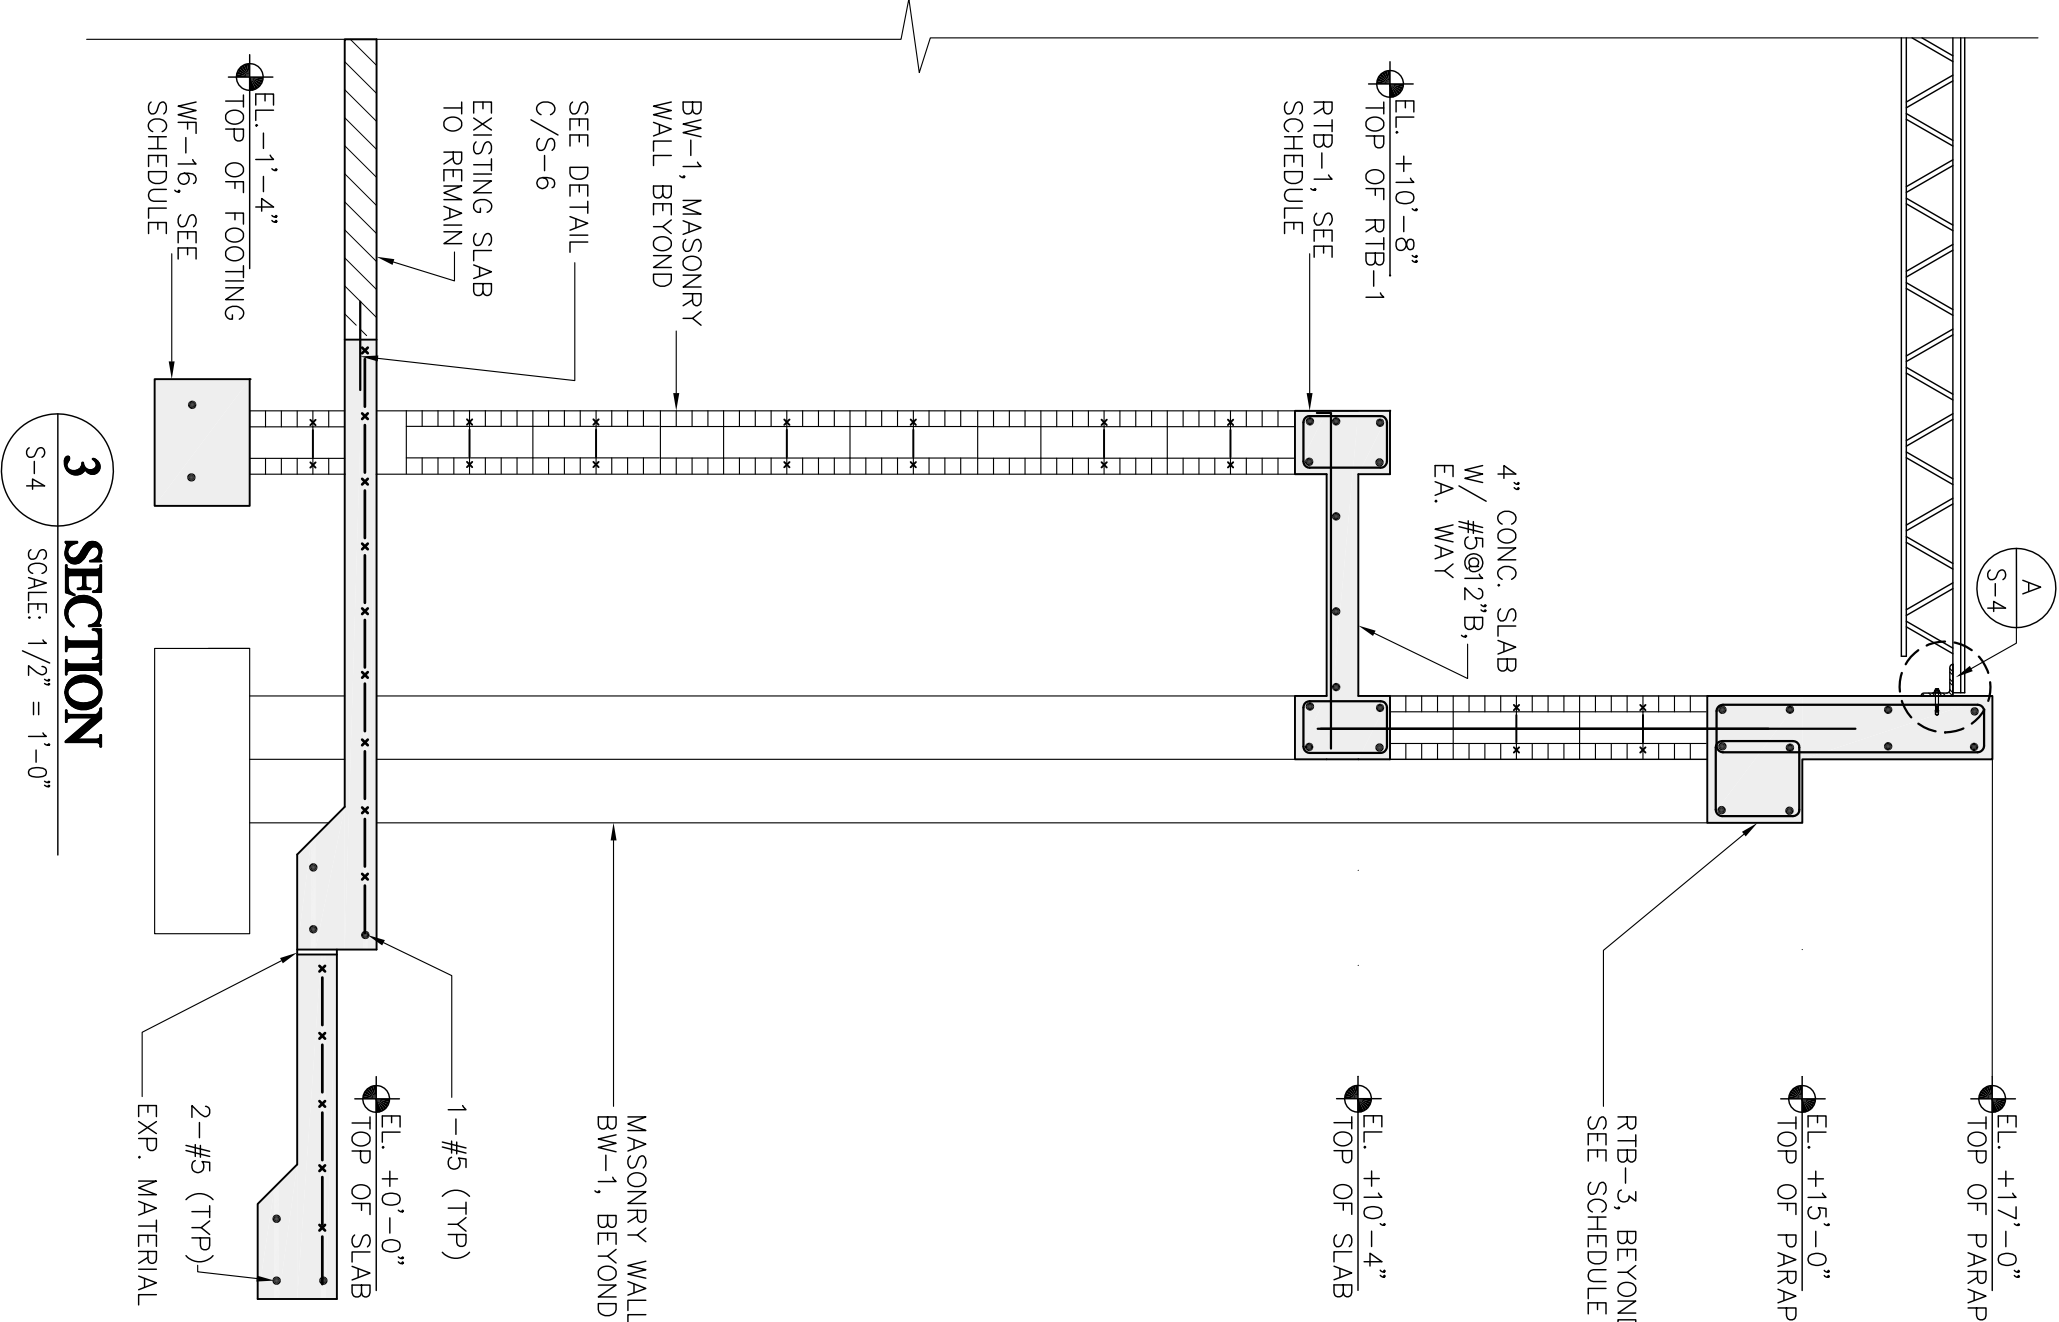 A
S-4
EL. +17'-0"
TOP OF PARAP
EL. +15'-0"
TOP OF PARAP
RTB-3, BEYOND
SEE SCHEDULE
EL. +10'-8"
TOP OF RTB-1
RTB-1, SEE
SCHEDULE
4" CONC. SLAB
W/ #5@12"B,
EA. WAY
EL. +10'-4"
TOP OF SLAB
BW-1, MASONRY
WALL BEYOND
MASONRY WALL
BW-1, BEYOND
SEE DETAIL
C/S-6
EXISTING SLAB
TO REMAIN
1-#5 (TYP)
EL. +0'-0"
TOP OF SLAB
EL.-1'-4"
TOP OF FOOTING
WF-16, SEE
SCHEDULE
2-#5 (TYP)
EXP. MATERIAL
3
S-4
SECTION
SCALE: 1/2" = 1'-0"